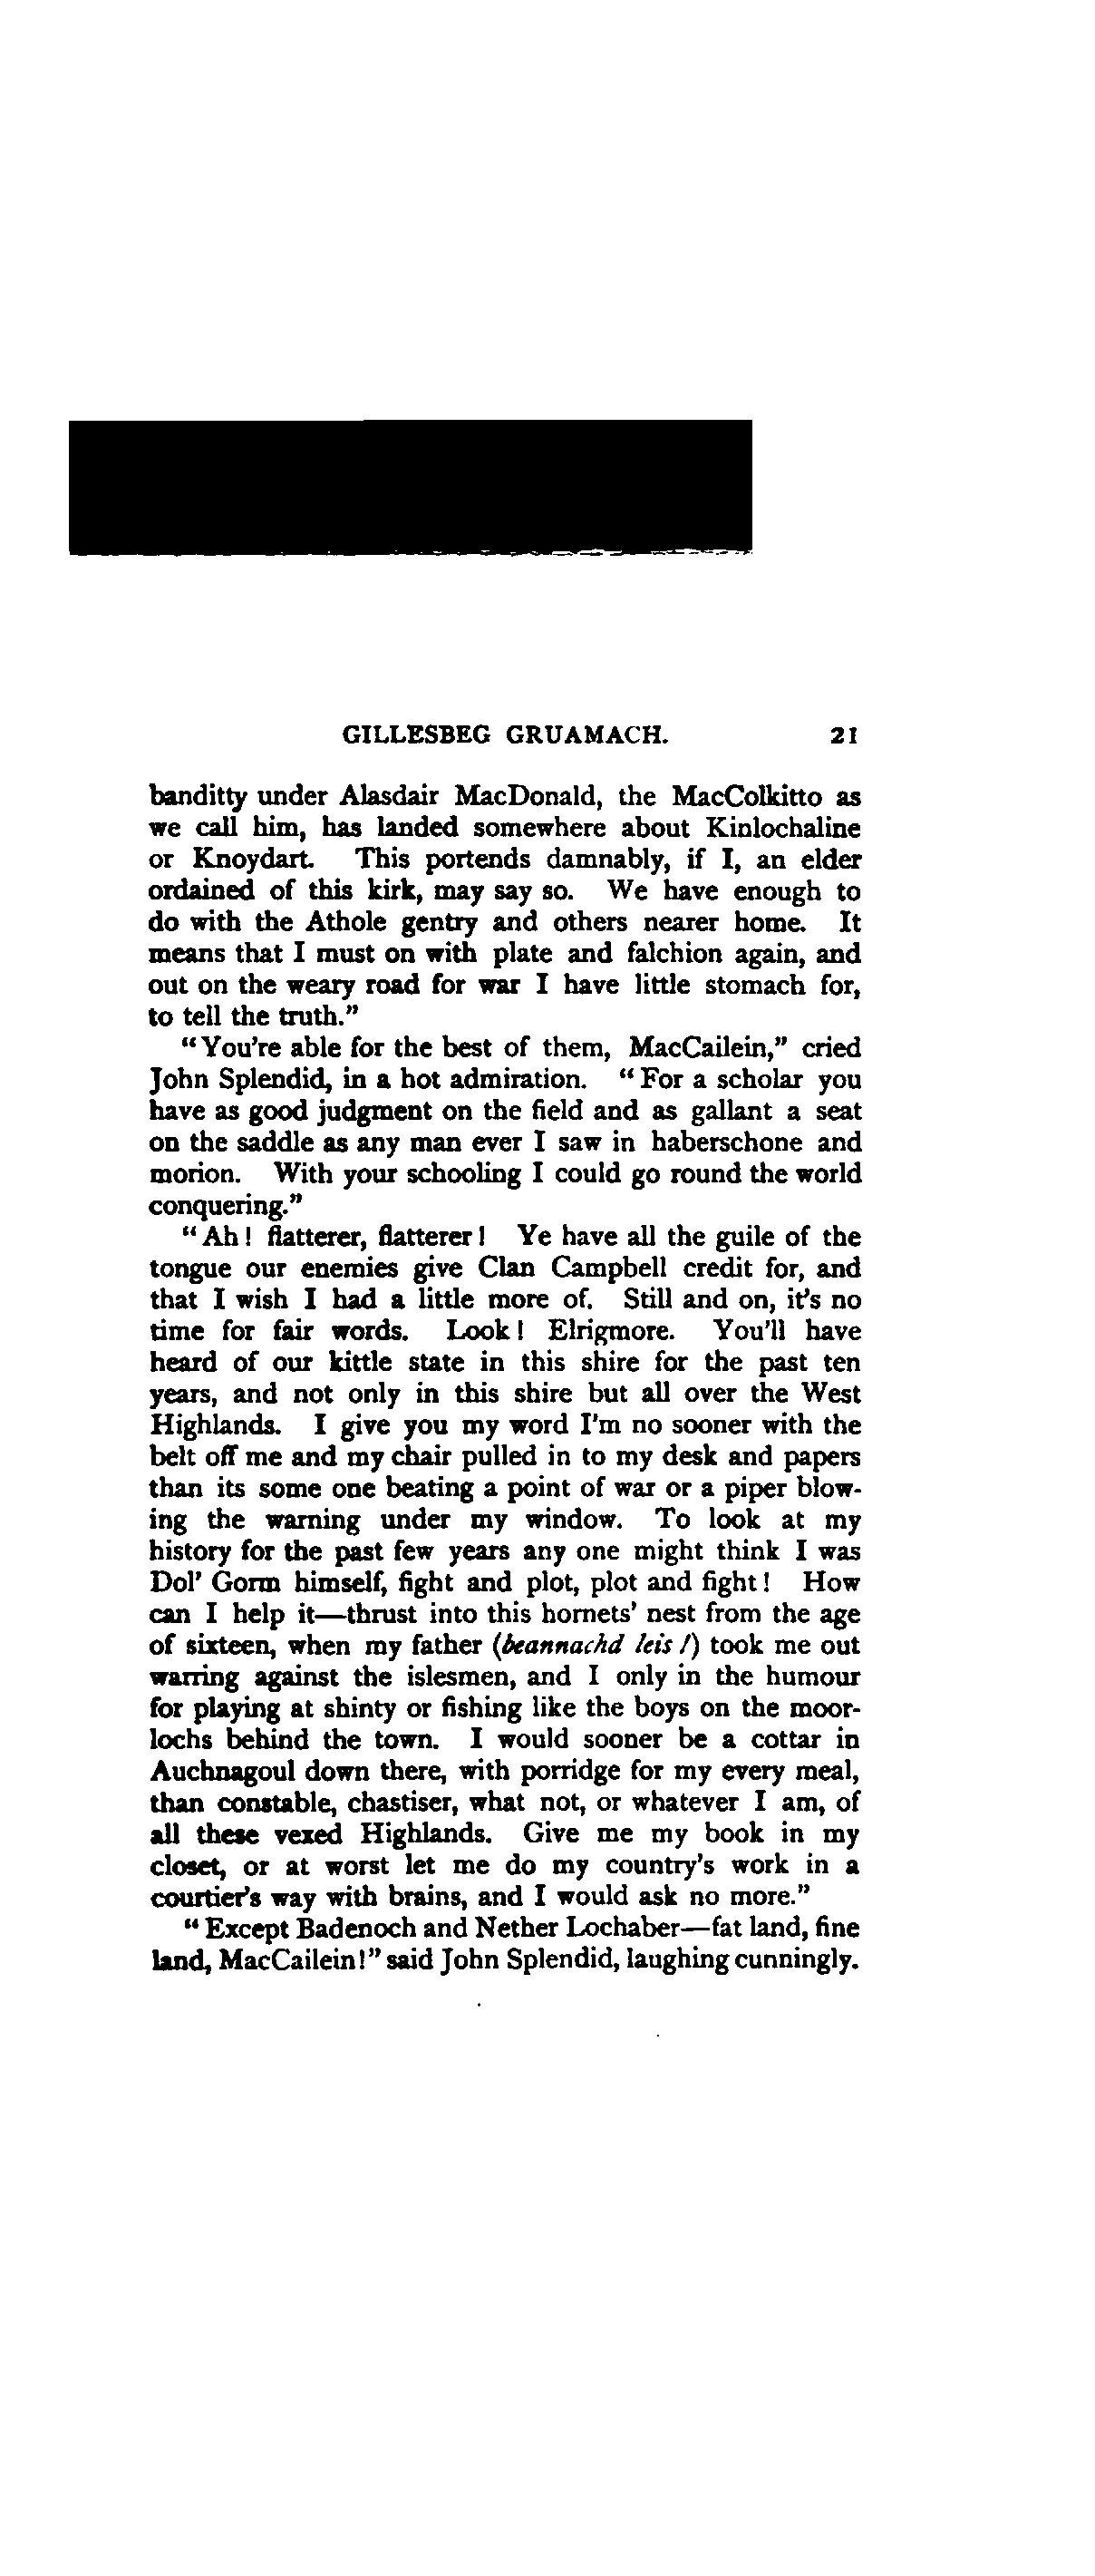 GILLESBEG GRUAMACH. 21
banditty under Alasdair MacDonald, the MacColkitto as
we call him, has landed somewhere about Kinlochaline
or Knoydart. This portends damnably, if I, an elder
ordained of this kirk, may say so. We have enough to
do with the Athole gentry and others nearer home. It
means that I must on with plate and falchion again, and
out on the weary road for war I have little stomach for,
to tell the truth."
"You're able for the best of them, MacCailein," cried
John Splendid, in a hot admiration. "For a scholar you
have as good judgment on the field and as gallant a seat
on the saddle as any man ever I saw in haberschone and
morion. With your schooling I could go round the world
conquering."
"Ah! flatterer, flatterer! Ye have all the guile of the
tongue our enemies give Clan Campbell credit for, and
that I wish I had a little more of. Still and on, it's no
time for fair words. Look! Elrigmore. You'll have
heard of our kittle state in this shire for the past ten
years, and not only in this shire but all over the West
Highlands. I give you my word I'm no sooner with the
belt off me and my chair pulled in to my desk and papers
than its some one beating a point of war or a piper blow-
ing the warning under my window. To look at my
history for the past few years any one might think I was
Dol' Gorm himself, fight and plot, plot and fight! How
can I help it—thrust into this hornets' nest from the age
of sixteen, when my father (beannachd leis!) took me out
warring against the islesmen, and I only in the humour
for playing at shinty or fishing like the boys on the moor-
lochs behind the town. I would sooner be a cottar in
Auchnagoul down there, with porridge for my every meal,
than constable, chastiser, what not, or whatever I am, of
all these vexed Highlands. Give me my book in my
closet, or at worst let me do my country's work in a
courtier's way with brains, and I would ask no more."
"Except Badenoch and Nether Lochaber—fat land, fine
land, MacCailein!" said John Splendid, laughing cunningly.